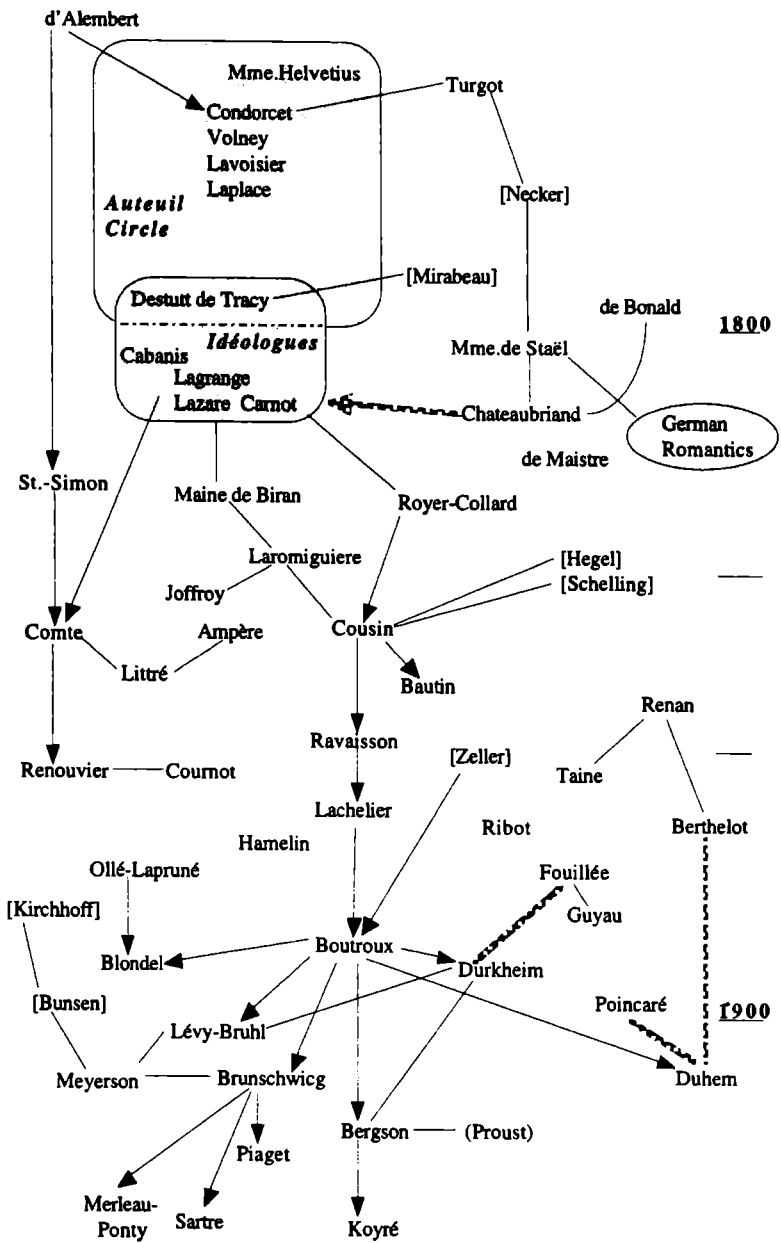 d'Alembert
Mme.Helvetius
Turgot
Condorcet
Volney
Lavoisier
Laplace
Auteuil
Circle
[Necker]
[Mirabeau]
Destutt de Tracy
de Bonald
1800
Idéologues
Mme.de Staël
Cabanis
Lagrange
Lazare Carnot
Chateaubriand
German
Romantics
de Maistre
St.-Simon
Maine de Biran
Royer-Collard
Laromiguiere
[Hegel]
[Schelling]
Joffroy
Comte
Ampère
Cousin
Littré
Bautin
Renan
Ravaisson
[Zeller]
Renouvier
Cournot
Taine
Lachelier
Hamelin
Ribot
Berthelot
Ollé-Lapruné
Fouillée
[Kirchhoff]
Guyau
Boutroux
Blondel
Durkheim
[Bunsen]
Poincaré
1900
Lévy-Bruhl
Meyerson
Brunschwicg
Duhem
Bergson
(Proust)
Piaget
Merleau-
Ponty
Sartre
Koyré